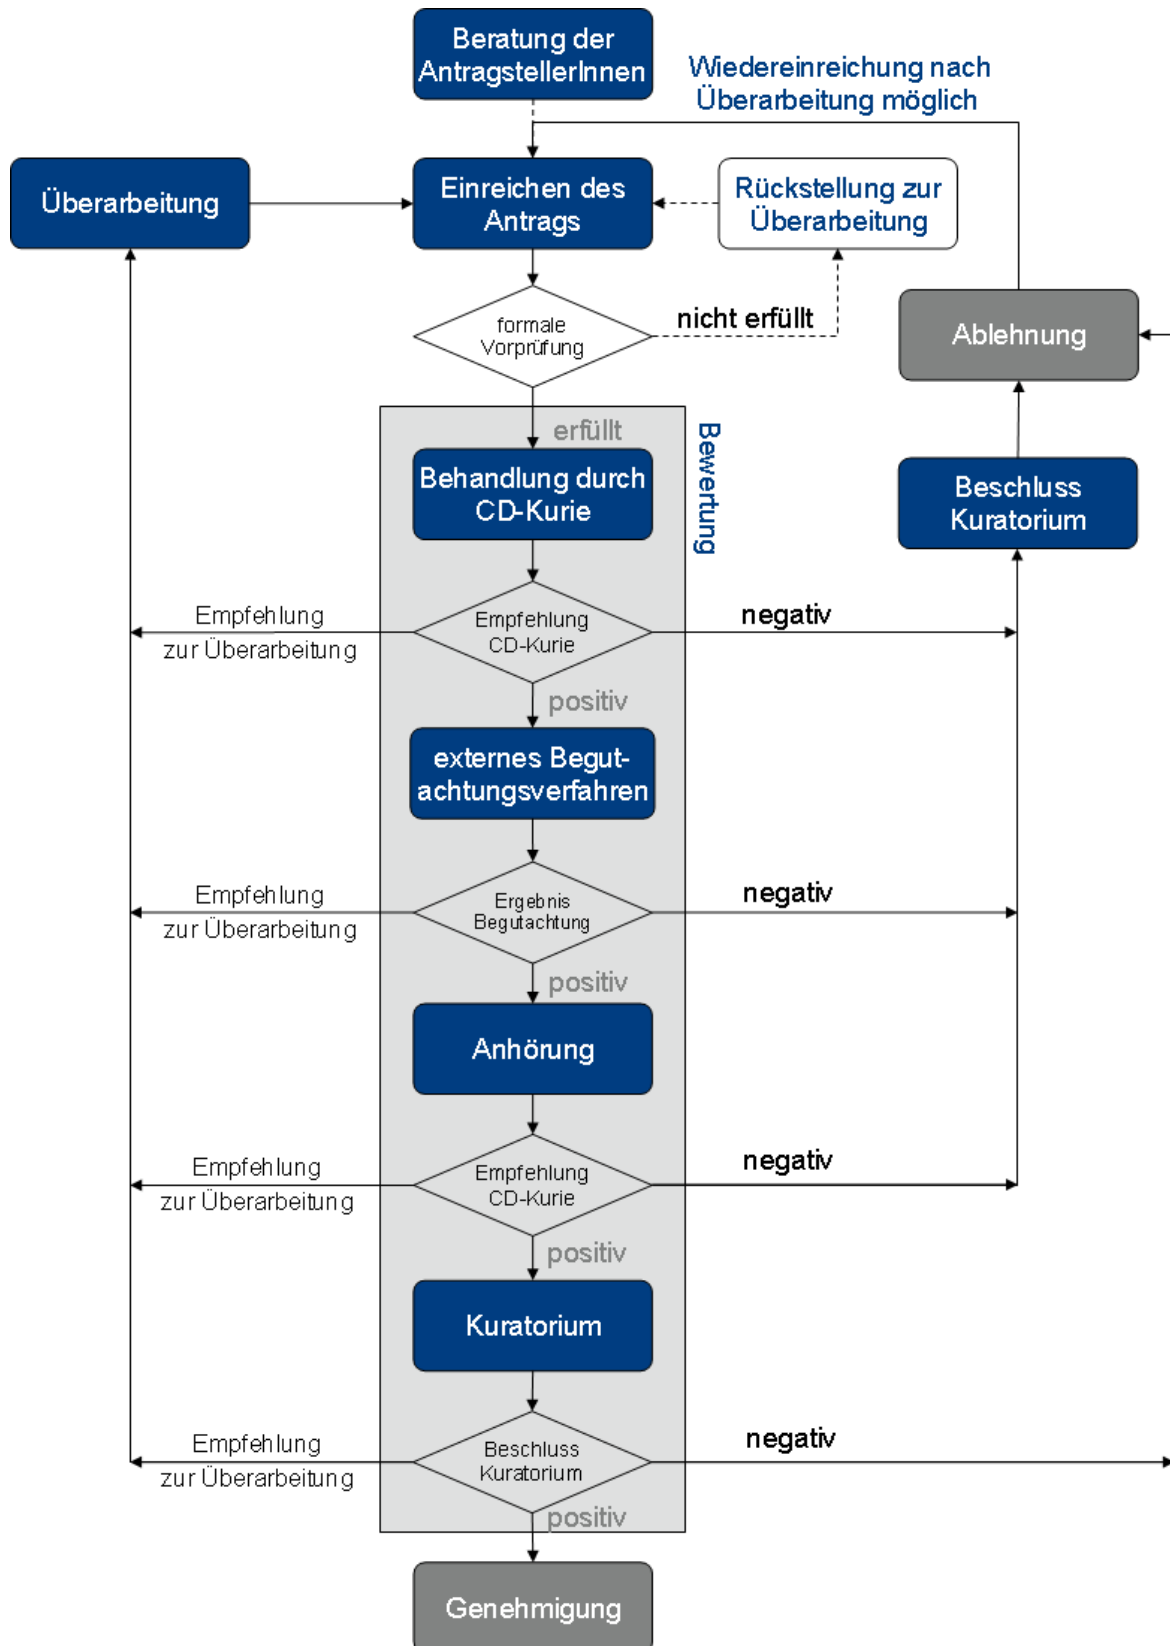 Beratung der
AntragstellerInnen
Wiedereinreichung nach
Überarbeitung möglich
Überarbeitung
Einreichen des
Antrags
Rückstellung zur
Überarbeitung
formale
Vorprüfung
nicht erfüllt
Ablehnung
erfüllt
Bewertung
Behandlung durch
CD-Kurie
Beschluss
Kuratorium
Empfehlung
zur Überarbeitung
Empfehlung
CD-Kurie
negativ
positiv
externes Begut-
achtungsverfahren
Empfehlung
zur Überarbeitung
Ergebnis
Begutachtung
negativ
positiv
Anhörung
Empfehlung
zur Überarbeitung
Empfehlung
CD-Kurie
negativ
positiv
Kuratorium
Empfehlung
zur Überarbeitung
Beschluss
Kuratorium
negativ
positiv
Genehmigung